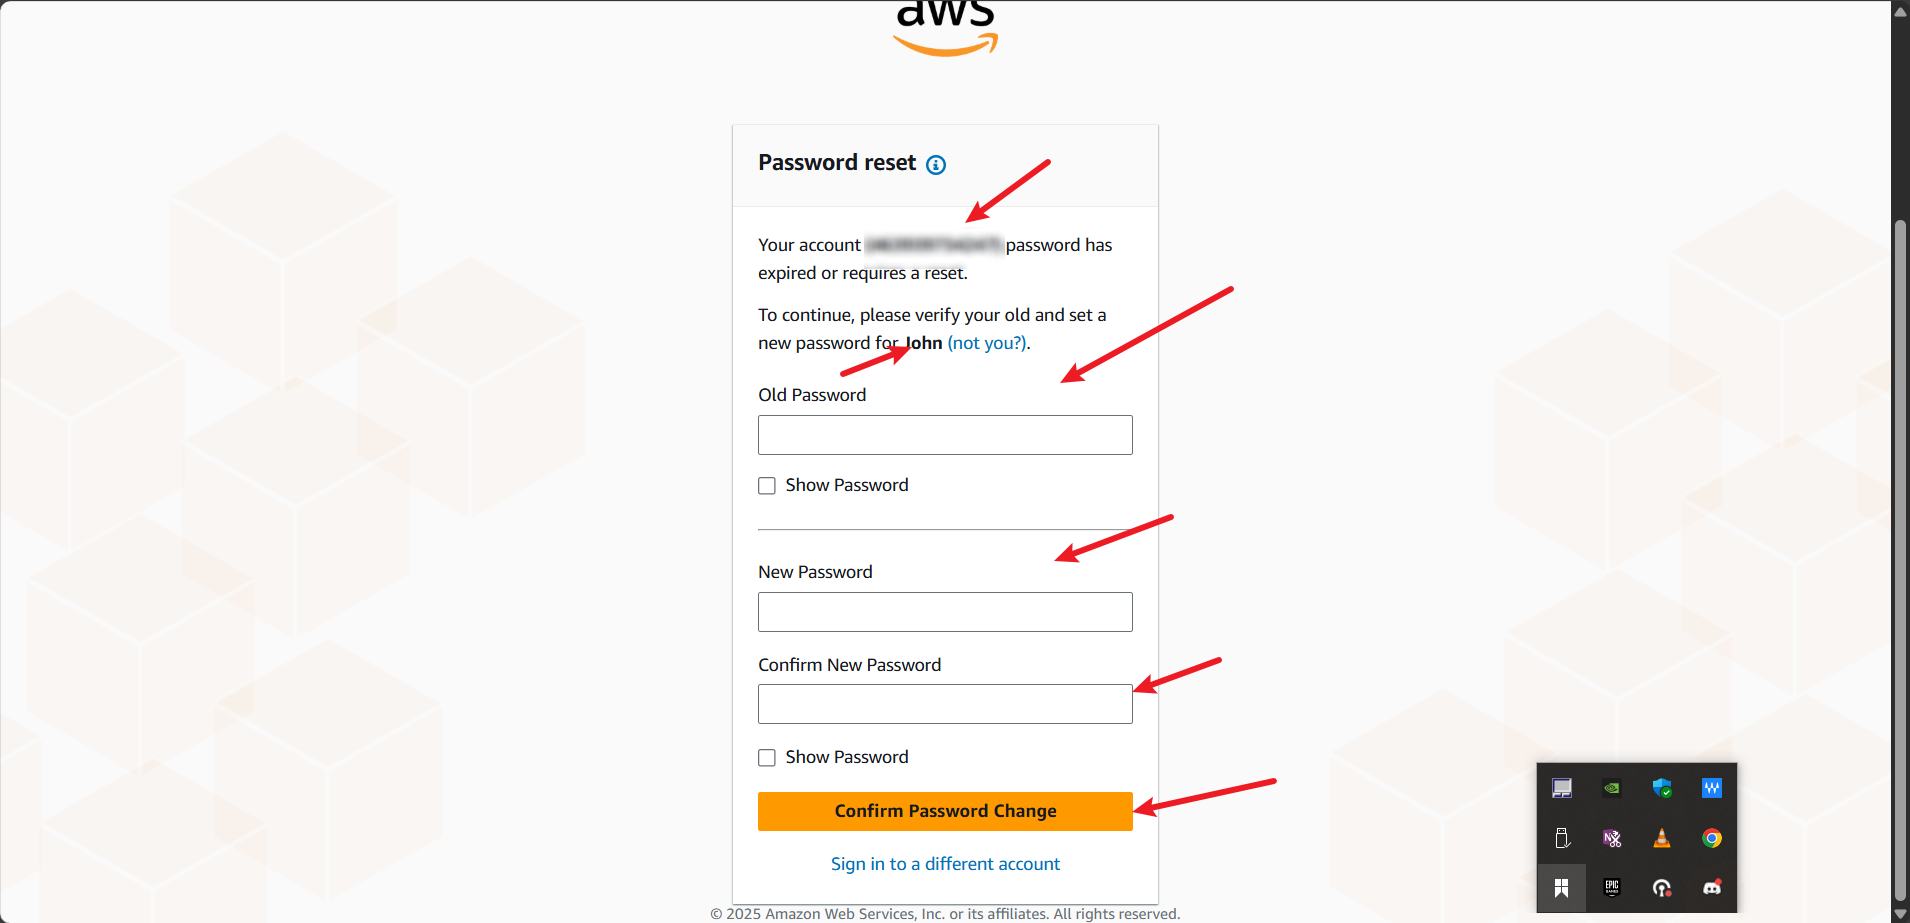 aws
Password reset
Your account password has
expired or requires a reset.
To continue, please verify your old and set a
new password for John (not you?).
Old Password
Show Password
New Password
Confirm New Password
Show Password
Confirm Password Change
Sign in to a different account
EPIC
GAMES
© 2025 Amazon Web Services, Inc. or its affiliates. All rights reserved.